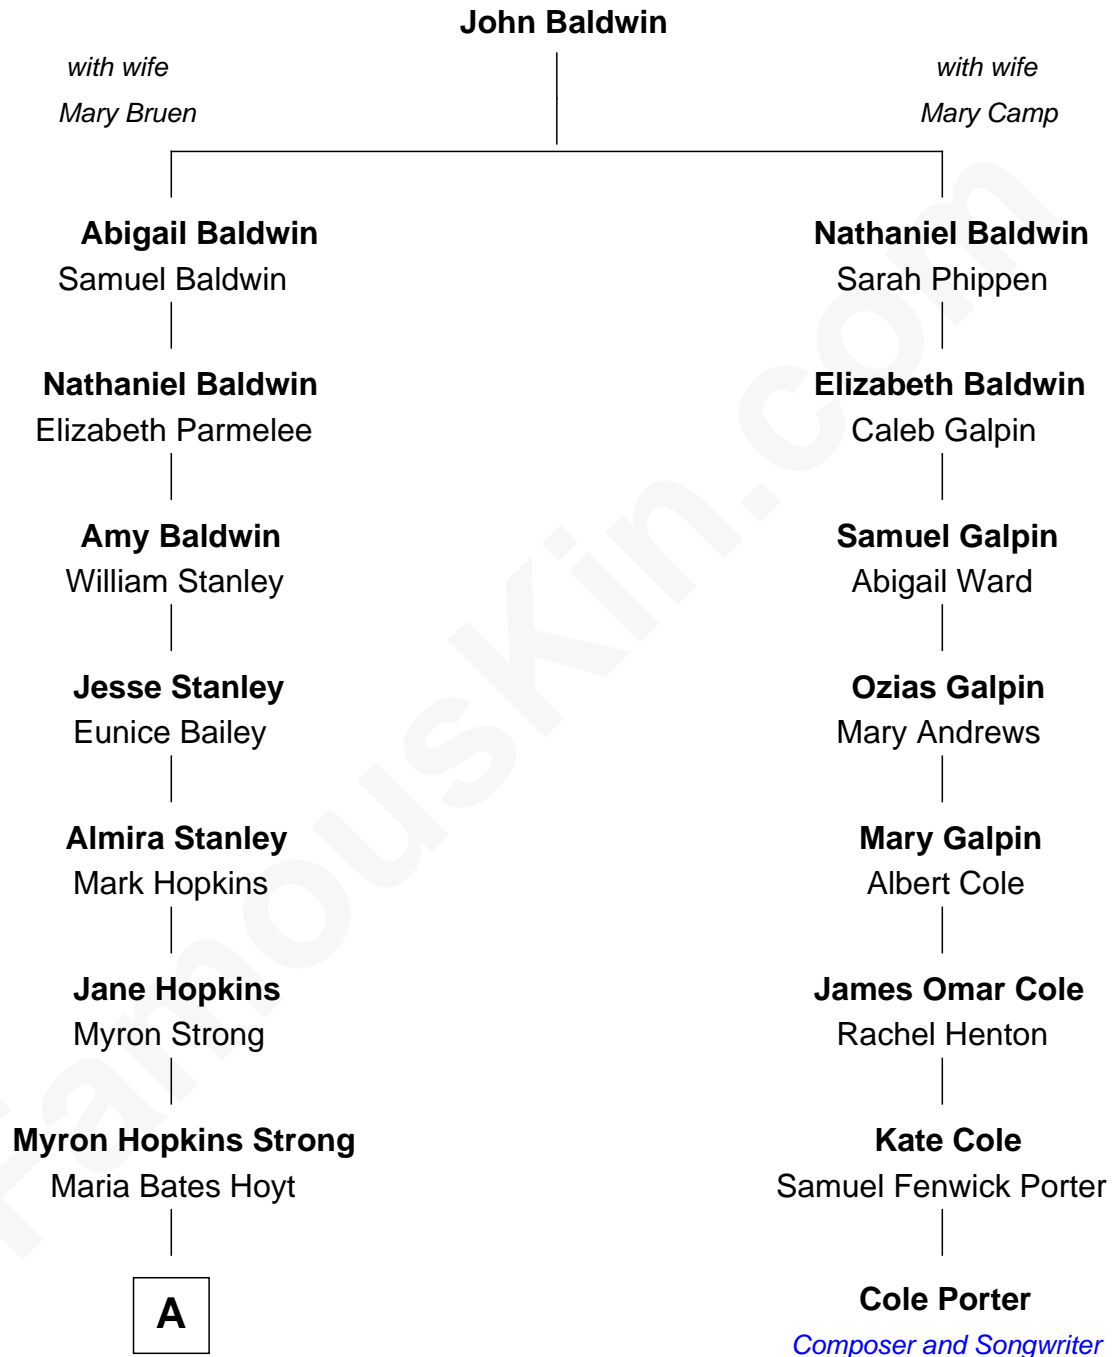 John Baldwin
with wife
Mary Bruen
with wife
Mary Camp
Abigail Baldwin
Samuel Baldwin
Nathaniel Baldwin
Sarah Phippen
Nathaniel Baldwin
Elizabeth Parmelee
Elizabeth Baldwin
Caleb Galpin
Amy Baldwin
William Stanley
Samuel Galpin
Abigail Ward
Jesse Stanley
Eunice Bailey
Ozias Galpin
Mary Andrews
Almira Stanley
Mark Hopkins
Mary Galpin
Albert Cole
Jane Hopkins
Myron Strong
James Omar Cole
Rachel Henton
Myron Hopkins Strong
Maria Bates Hoyt
Kate Cole
Samuel Fenwick Porter
A
Cole Porter
Composer and Songwriter
FamousKin.com